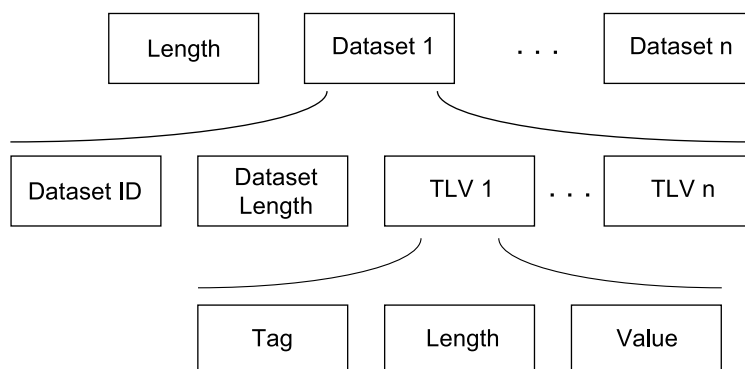 Length
Dataset 1
. . .
Dataset n
Dataset ID
Dataset
Length
TLV 1
. . .
TLV n
Tag
Length
Value